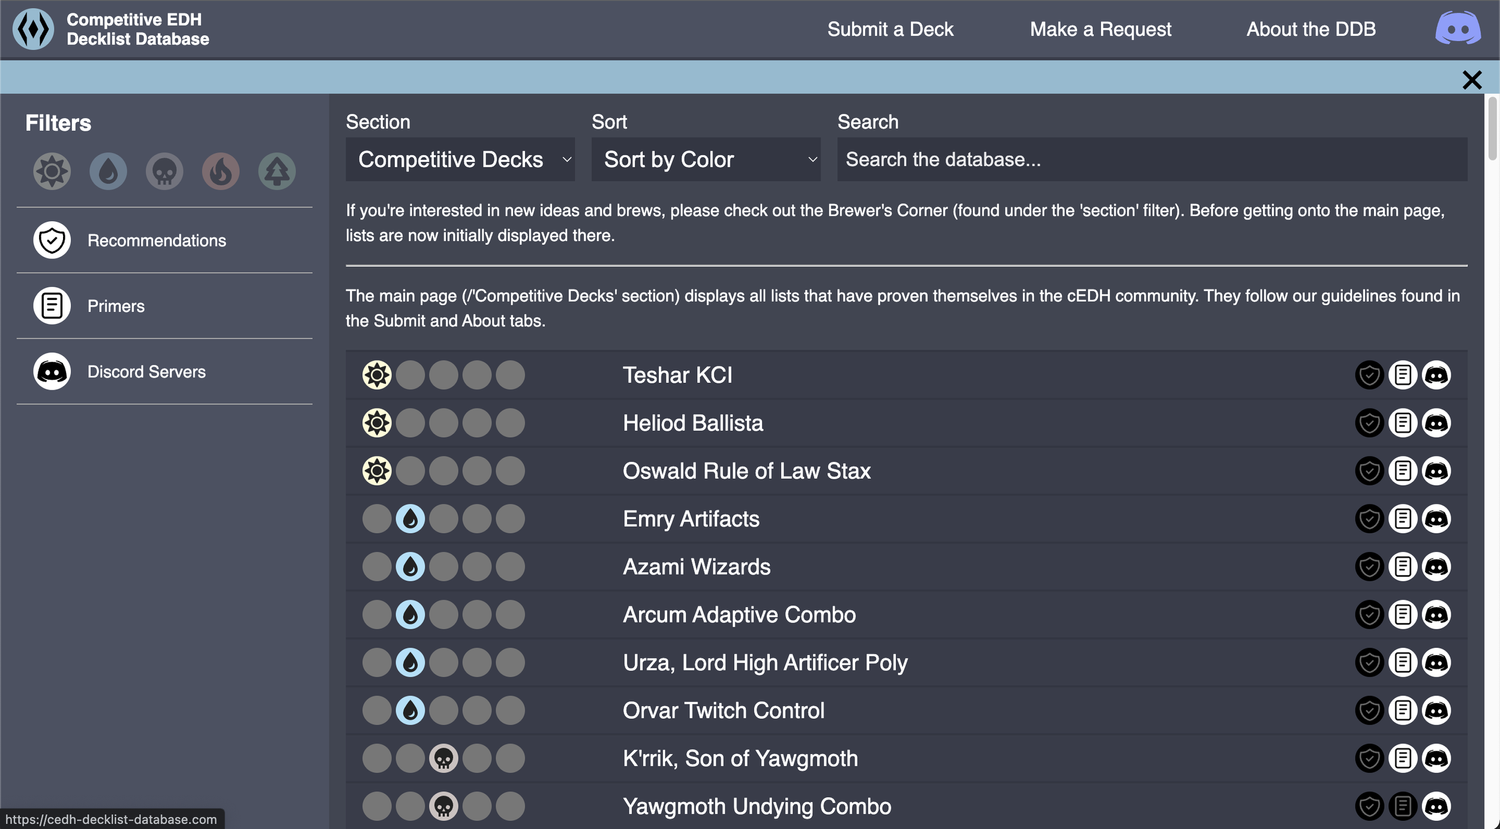 Competitive EDH
Decklist Database
Submit a Deck
Make a Request
About the DDB
Filters
Recommendations
Primers
Discord Servers
Section
Sort
Search
Competitive Decks
Sort by Color
Search the database...
If you're interested in new ideas and brews, please check out the Brewer's Corner (found under the 'section' filter). Before getting onto the main page,
lists are now initially displayed there.
The main page (/'Competitive Decks' section) displays all lists that have proven themselves in the cEDH community. They follow our guidelines found in
the Submit and About tabs.
Teshar KCI
Heliod Ballista
Oswald Rule of Law Stax
Emry Artifacts
Azami Wizards
Arcum Adaptive Combo
Urza, Lord High Artificer Poly
Orvar Twitch Control
K'rrik, Son of Yawgmoth
Yawgmoth Undying Combo
https://cedh-decklist-database.com